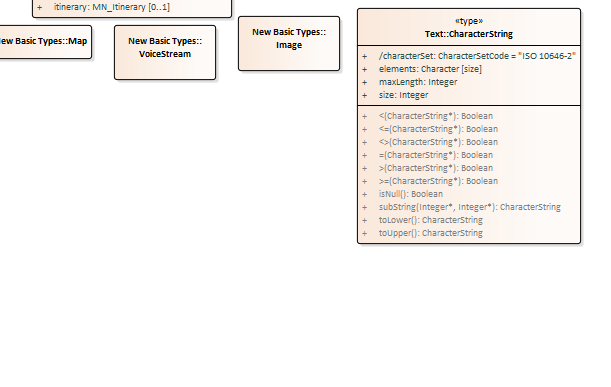 + itinerary: MN_Itinerary [0..1]
New Basic Types::Map
New Basic Types::
VoiceStream
New Basic Types::
Image
«type»
Text::CharacterString
+ /characterSet: CharacterSetCode = "ISO 10646-2"
+ elements: Character [size]
+ maxLength: Integer
+ size: Integer
+ <(CharacterString*): Boolean
+ <=(CharacterString*): Boolean
+ <>(CharacterString*): Boolean
+ =(CharacterString*): Boolean
+ >(CharacterString*): Boolean
+ >=(CharacterString*): Boolean
+ isNull(): Boolean
+ subString(Integer*, Integer*): CharacterString
+ toLower(): CharacterString
+ toUpper(): CharacterString